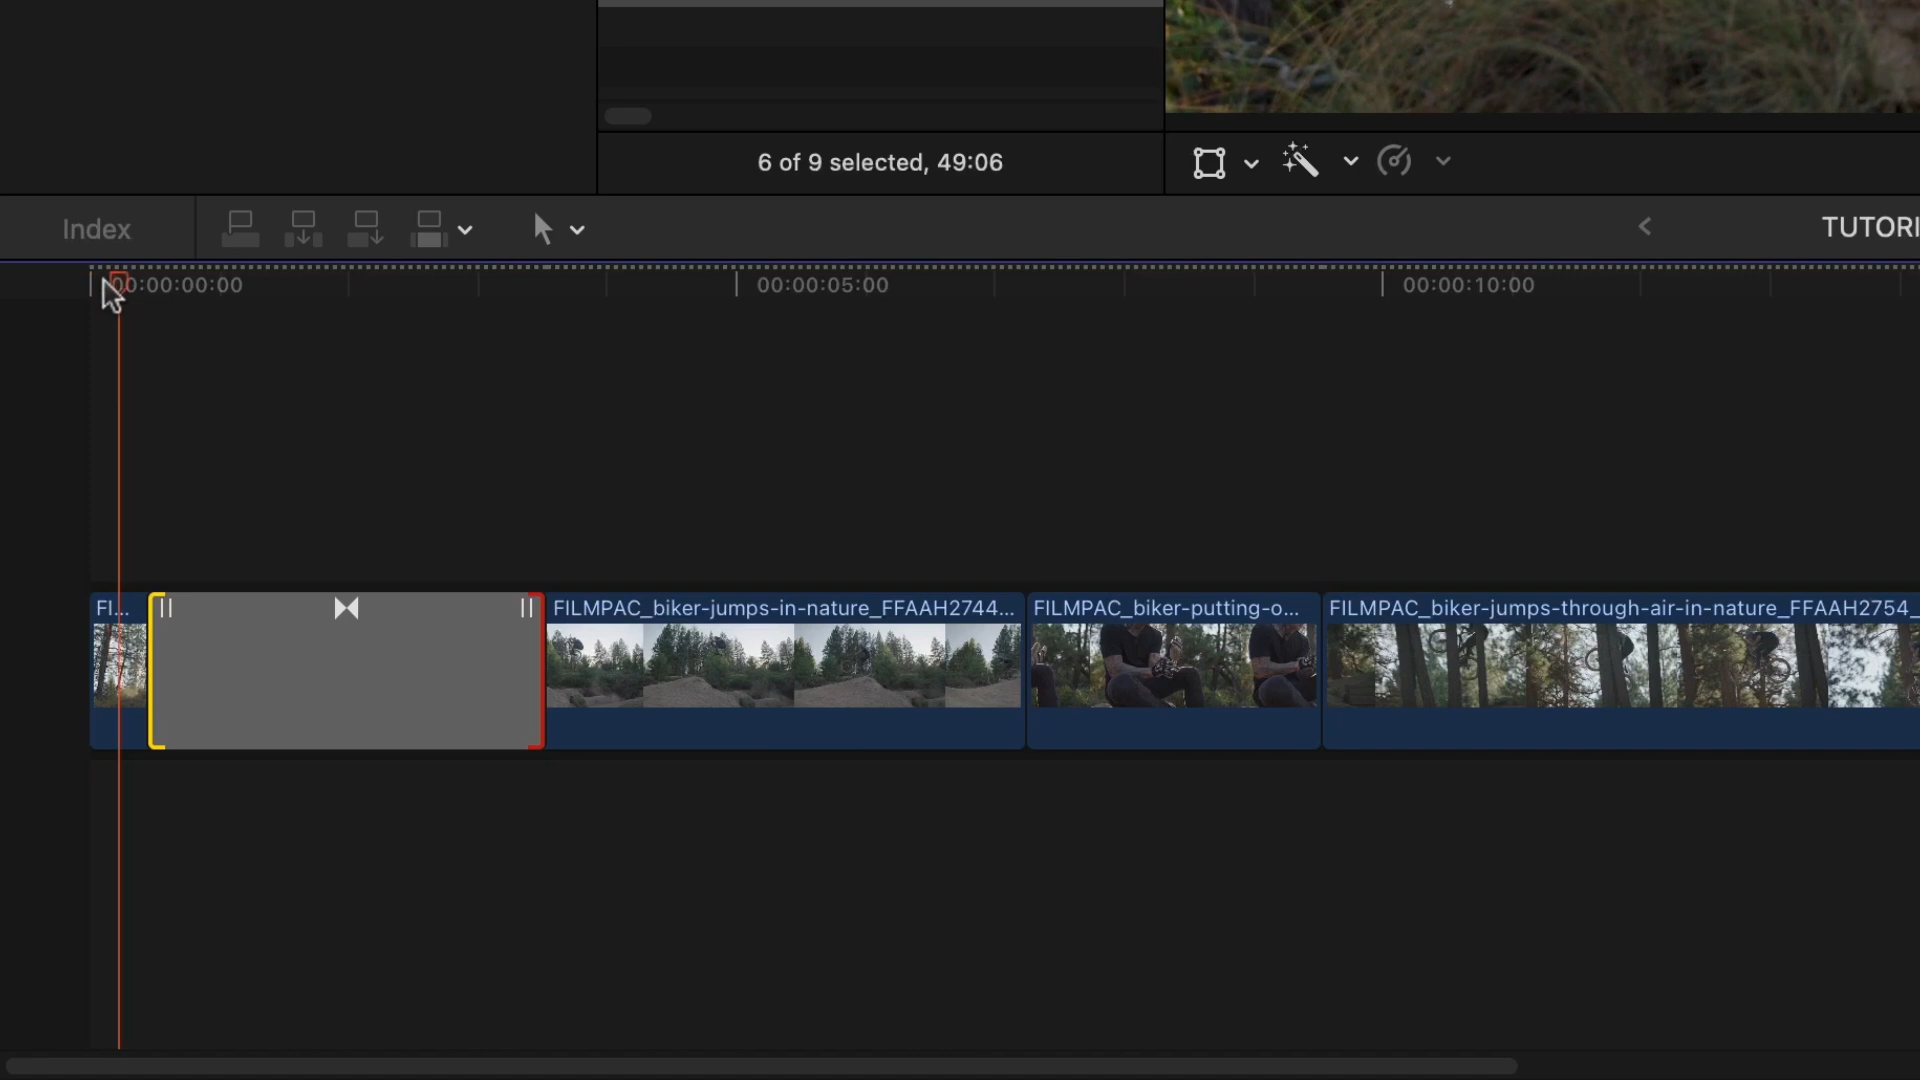 6 of 9 selected, 49:06
Index
TUTORI
00:00:00:00
00:00:05:00
00:00:10:00
FI...
FILMPAC_biker-jumps-in-nature_FFAAH2744...
FILMPAC_biker-putting-o...
FILMPAC_biker-jumps-through-air-in-nature_FFAAH2754_